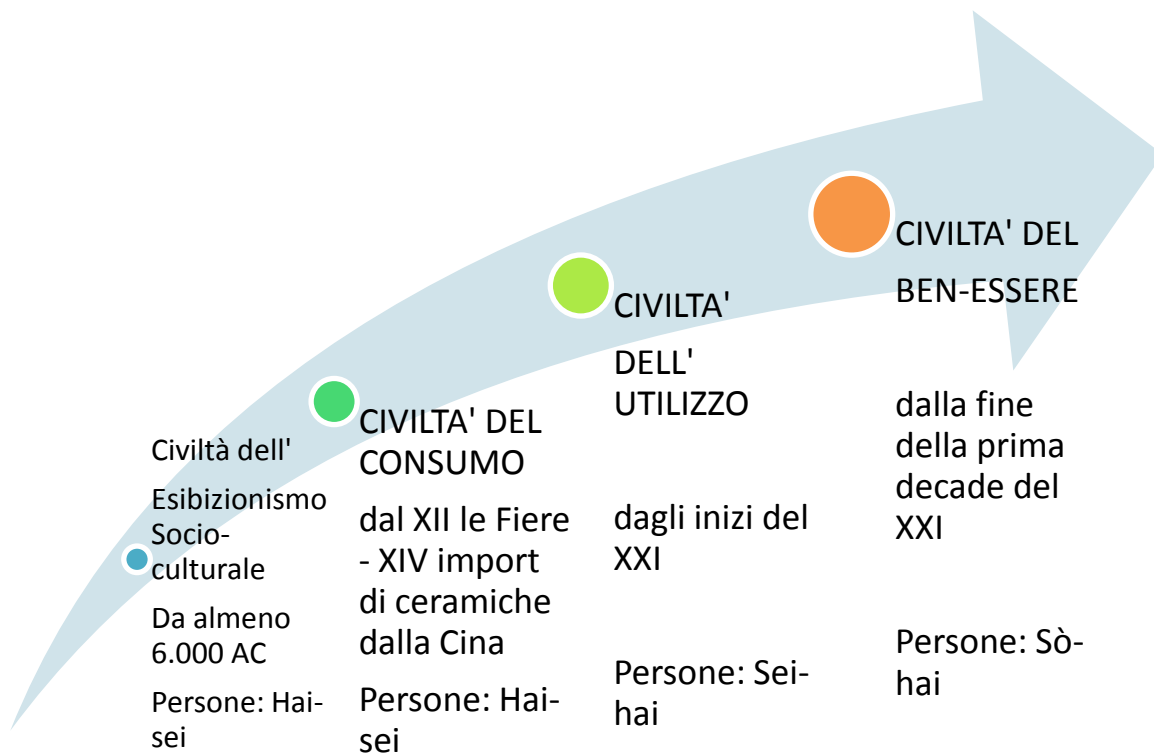 Civiltà dell'
Esibizionismo
Socio-
culturale
Da almeno
6.000 AC
Persone: Hai-
sei
CIVILTA' DEL
CONSUMO
dal XII le Fiere
- XIV import
di ceramiche
dalla Cina
Persone: Hai-
sei
CIVILTA'
DELL'
UTILIZZO
dagli inizi del
XXI
Persone: Sei-
hai
CIVILTA' DEL
BEN-ESSERE
dalla fine
della prima
decade del
XXI
Persone: Sò-
hai